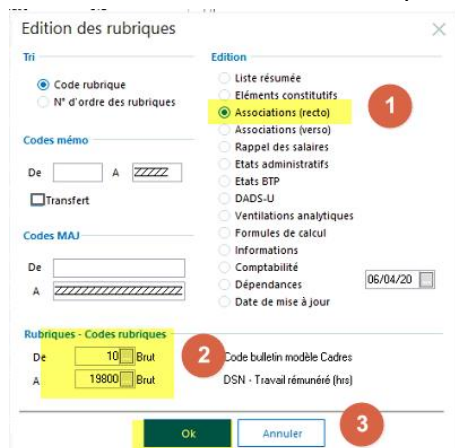 Edition des rubriques
Tri
Code rubrique
N° d'ordre des rubriques
Codes mémo
De A ZZZZZ
Transfert
Codes MAJ
De
A ZZZZZZZZZZZZZZZZZ
Edition
Liste résumée
Eléments constitutifs
Associations (recto)
Associations (verso)
Rappel des salaires
Etats administratifs
Etats BTP
DADS-U
Ventilations analytiques
Formules de calcul
Informations
Comptabilité
Dépendances
Date de mise à jour
06/04/20
1
Rubriques - Codes rubriques
De 10 Brut
Code bulletin modèle Cadres
A 19800 Brut
DSN - Travail rémunéré (hrs)
2
Ok
Annuler
3